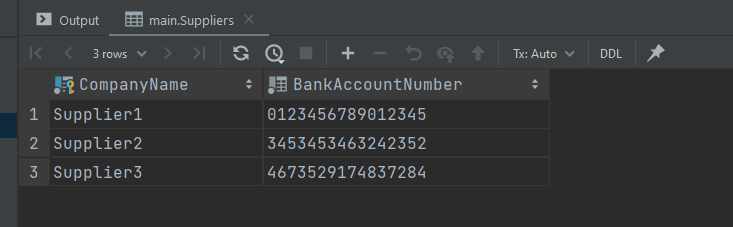 Output main.Suppliers
3 rows Tx: Auto DDL
CompanyName BankAccountNumber
1 Supplier1 0123456789012345
2 Supplier2 3453453463242352
3 Supplier3 4673529174837284